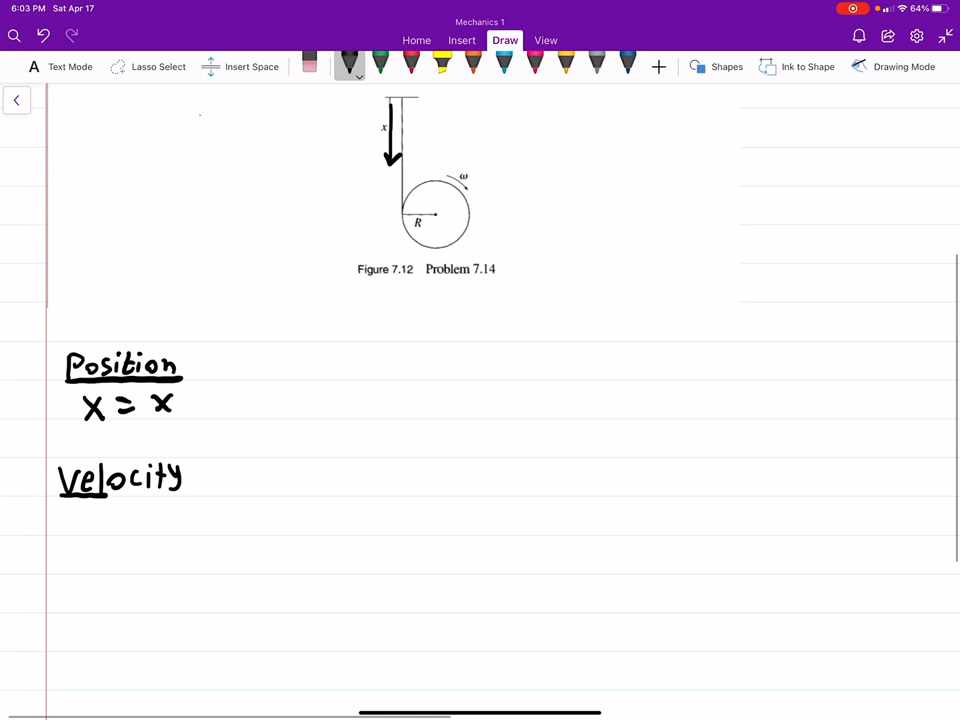 6:03 PM Sat Apr 17
64%
Mechanics 1
Home Insert Draw View
A Text Mode Lasso Select Insert Space Shapes Ink to Shape Drawing Mode
x
ω
R
Figure 7.12 Problem 7.14
Position
x = x
Velocity